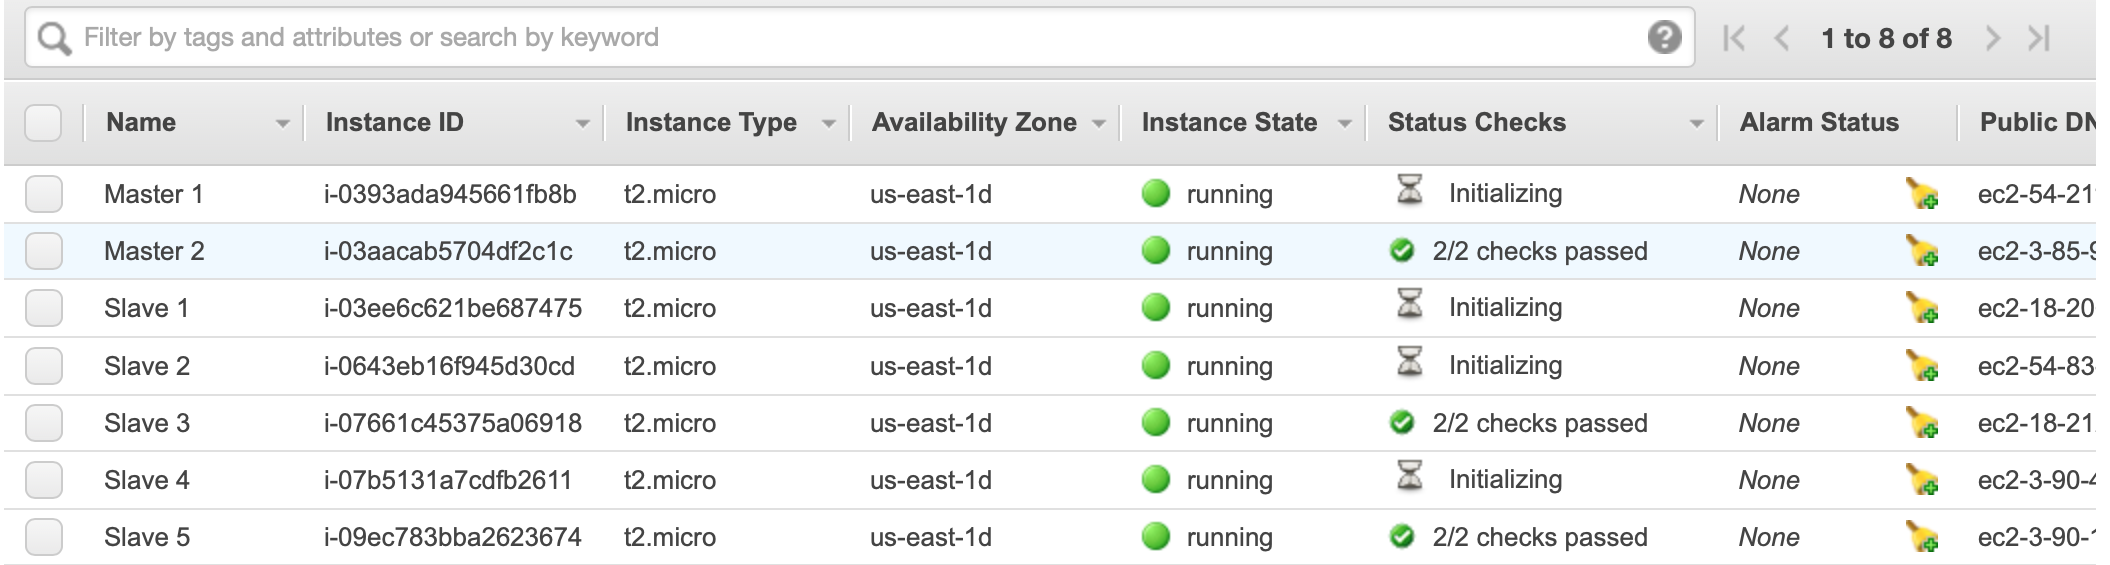 Filter by tags and attributes or search by keyword ? 1 to 8 of 8
Name Instance ID Instance Type Availability Zone Instance State Status Checks Alarm Status Public DN
Master 1 i-0393ada945661fb8b t2.micro us-east-1d running Initializing None ec2-54-21
Master 2 i-03aacab5704df2c1c t2.micro us-east-1d running 2/2 checks passed None ec2-3-85-9
Slave 1 i-03ee6c621be687475 t2.micro us-east-1d running Initializing None ec2-18-20
Slave 2 i-0643eb16f945d30cd t2.micro us-east-1d running Initializing None ec2-54-83-
Slave 3 i-07661c45375a06918 t2.micro us-east-1d running 2/2 checks passed None ec2-18-21
Slave 4 i-07b5131a7cdfb2611 t2.micro us-east-1d running Initializing None ec2-3-90-4
Slave 5 i-09ec783bba2623674 t2.micro us-east-1d running 2/2 checks passed None ec2-3-90-1